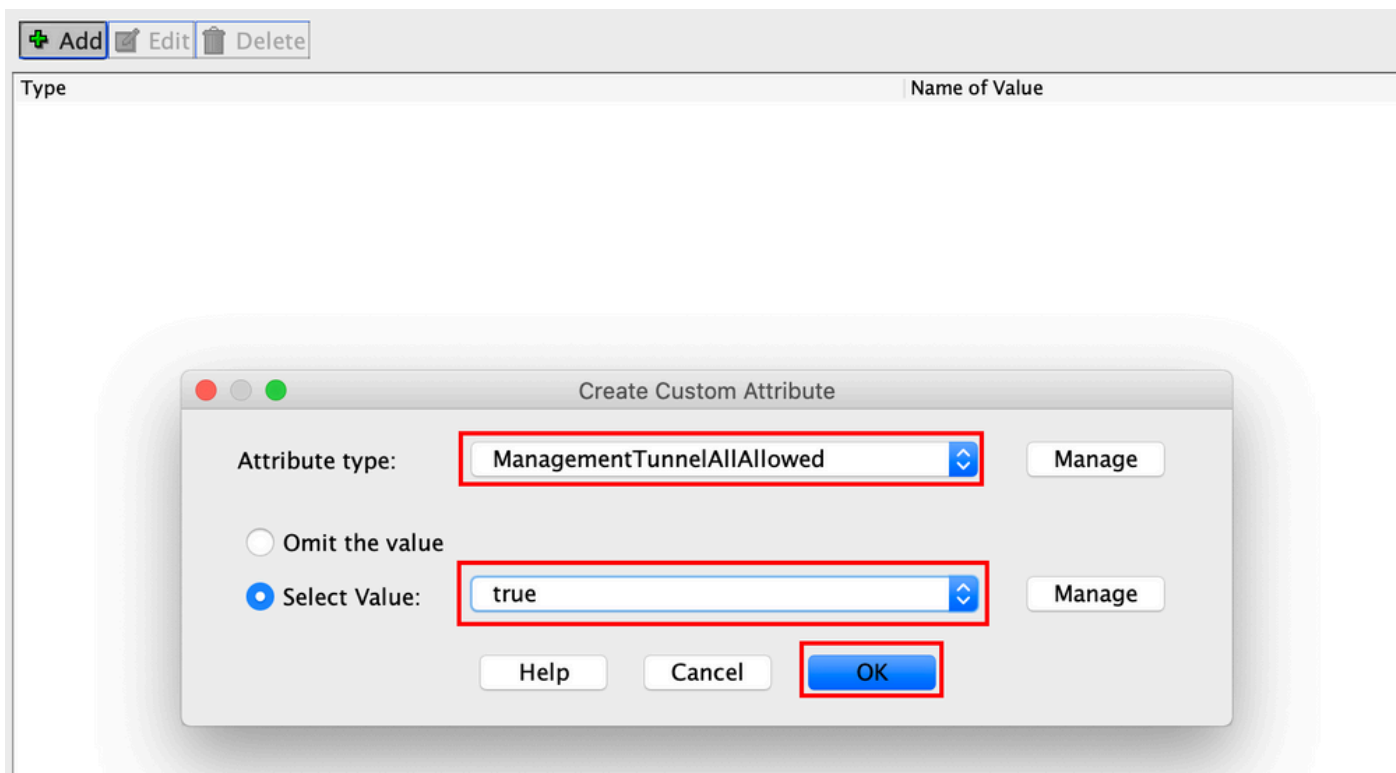 Add Edit Delete
Type Name of Value
Create Custom Attribute
Attribute type: ManagementTunnelAllAllowed Manage
Omit the value
Select Value: true Manage
Help Cancel OK